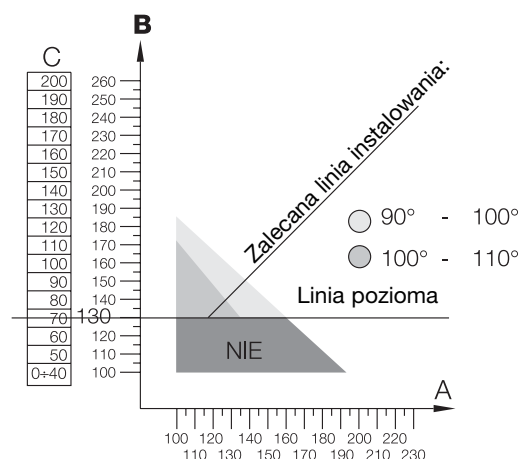 B
C
200 260
190 250
180 240
170 230
160 220
150 210
140 200
130 190
120 180
110 170
100 160
90 150
80 140
70 130
60 120
50 110
0÷40 100
Zalecana linia instalowania:
90° - 100°
100° - 110°
Linia pozioma
NIE
A
100 120 140 160 180 200 220
110 130 150 170 190 210 230